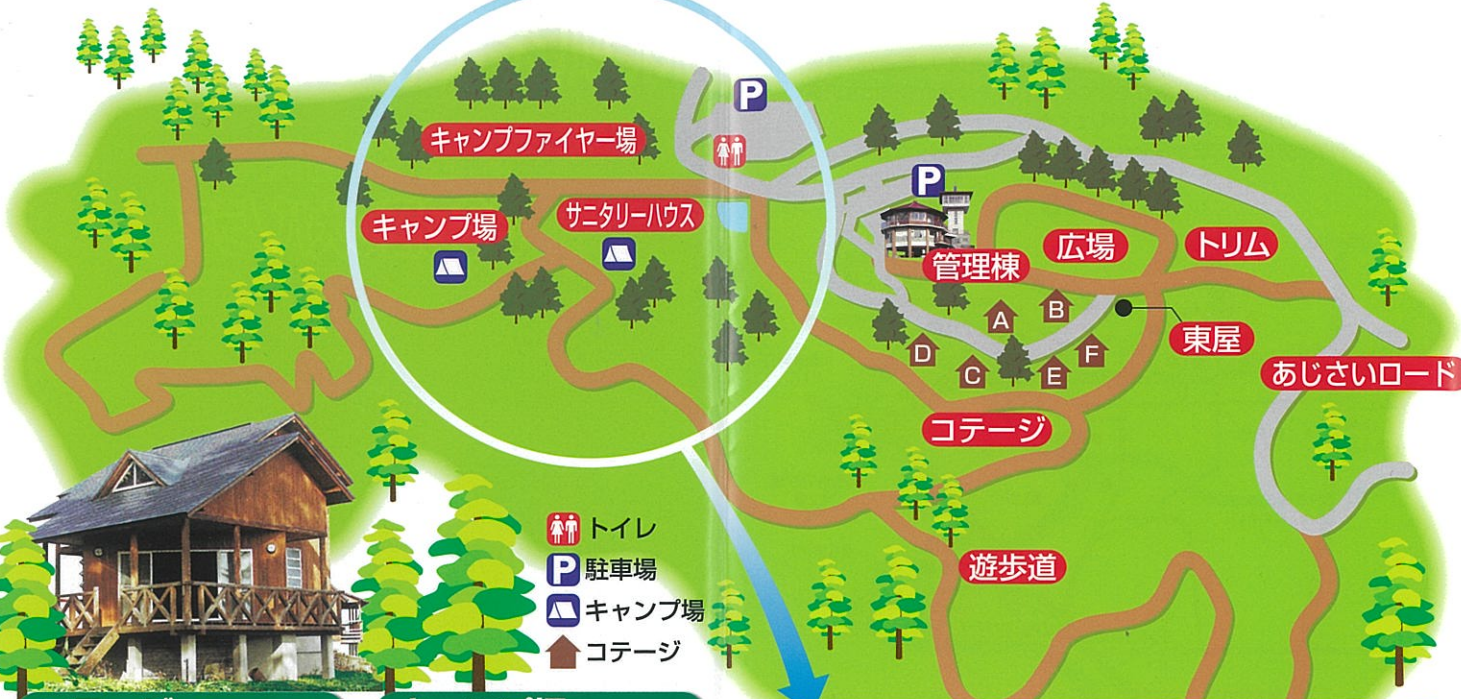 P
キャンプファイヤー場
P
キャンプ場
サニタリーハウス
管理棟
広場
トリム
A
B
東屋
D
C
E
F
あじさいロード
コテージ
トイレ
P 駐車場
キャンプ場
コテージ
遊歩道